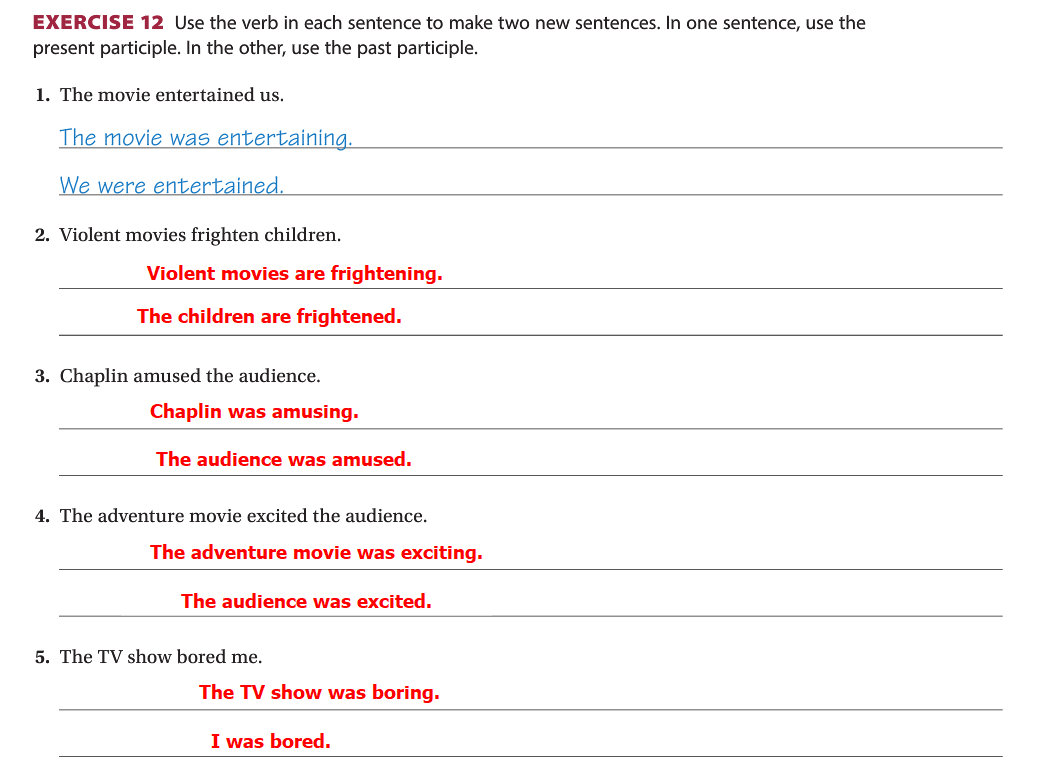 EXERCISE 12 Use the verb in each sentence to make two new sentences. In one sentence, use the
present participle. In the other, use the past participle.
1. The movie entertained us.
The movie was entertaining.
We were entertained.
2. Violent movies frighten children.
Violent movies are frightening.
The children are frightened.
3. Chaplin amused the audience.
Chaplin was amusing.
The audience was amused.
4. The adventure movie excited the audience.
The adventure movie was exciting.
The audience was excited.
5. The TV show bored me.
The TV show was boring.
I was bored.